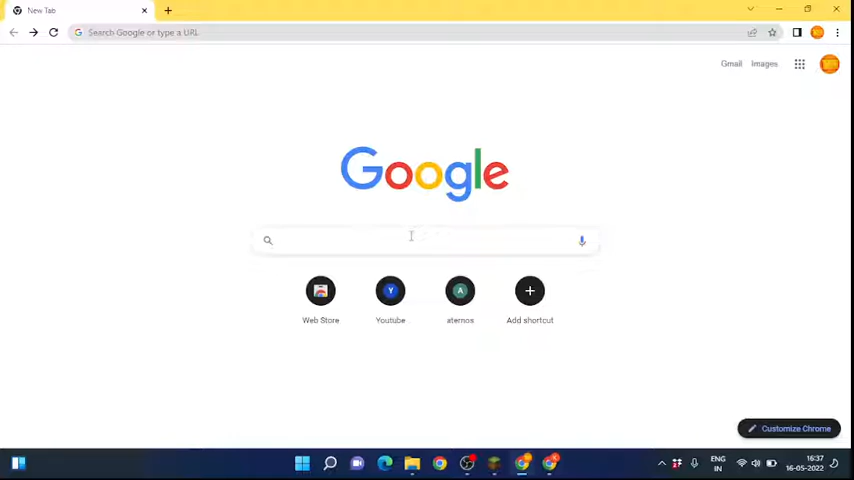 New Tab
Search Google or type a URL
Gmail Images
Google
Web Store Youtube aternos Add shortcut
Y A
Customize Chrome
ENG 16:37
IN 16-05-2022